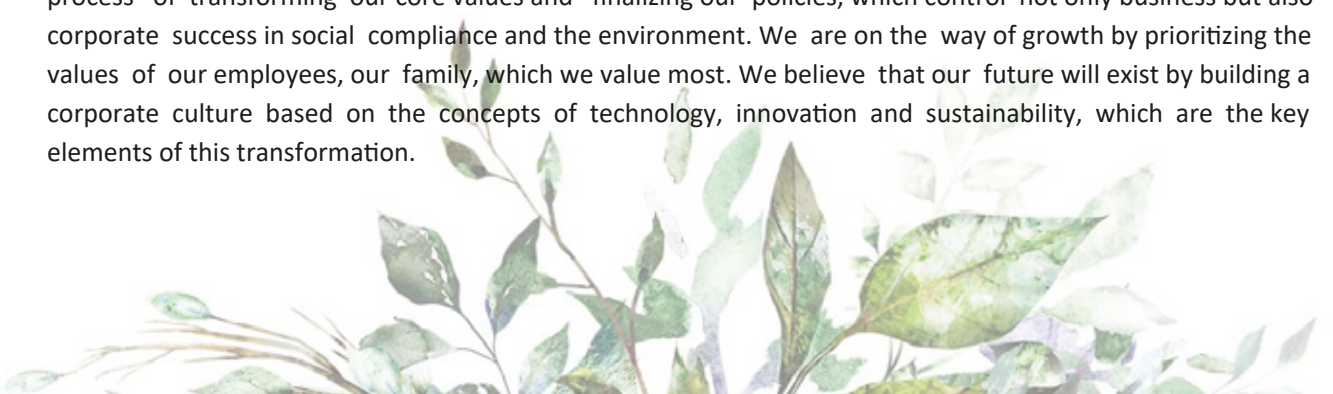 process of transforming our core values and finalizing our policies, which control not only business but also
corporate success in social compliance and the environment. We are on the way of growth by prioritizing the
values of our employees, our family, which we value most. We believe that our future will exist by building a
corporate culture based on the concepts of technology, innovation and sustainability, which are the key
elements of this transformation.